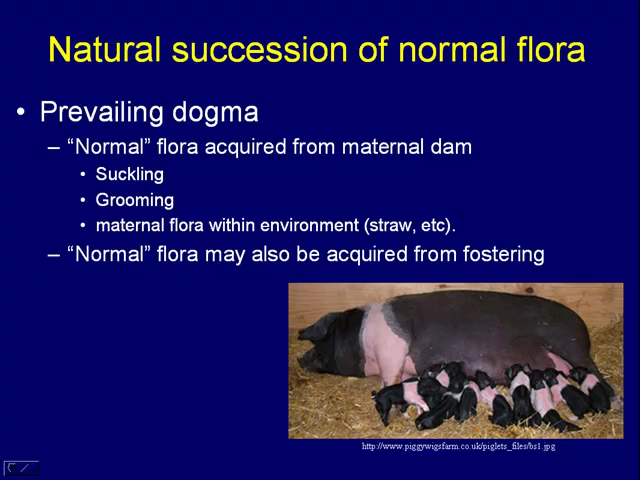 Natural succession of normal flora
• Prevailing dogma
– “Normal” flora acquired from maternal dam
• Suckling
• Grooming
• maternal flora within environment (straw, etc).
– “Normal” flora may also be acquired from fostering
http://www.piggywigsfarm.co.uk/piglets_files/bs1.jpg